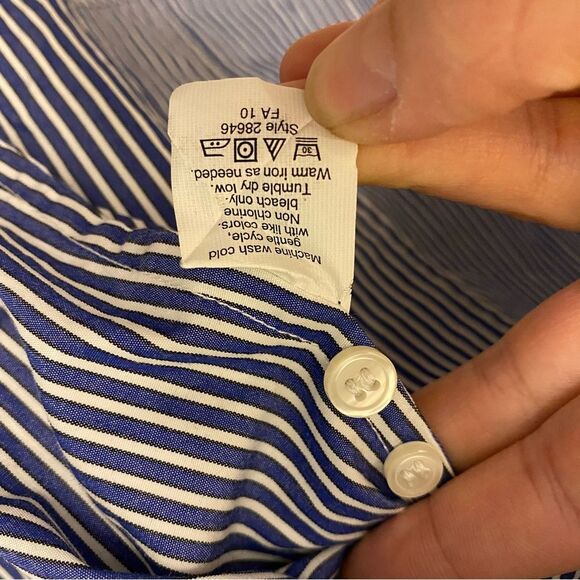 Machine wash cold
gentle cycle,
with like colors.
Non chlorine
bleach only.
Tumble dry low.
Warm iron as needed.
30
Style 28646
FA 10